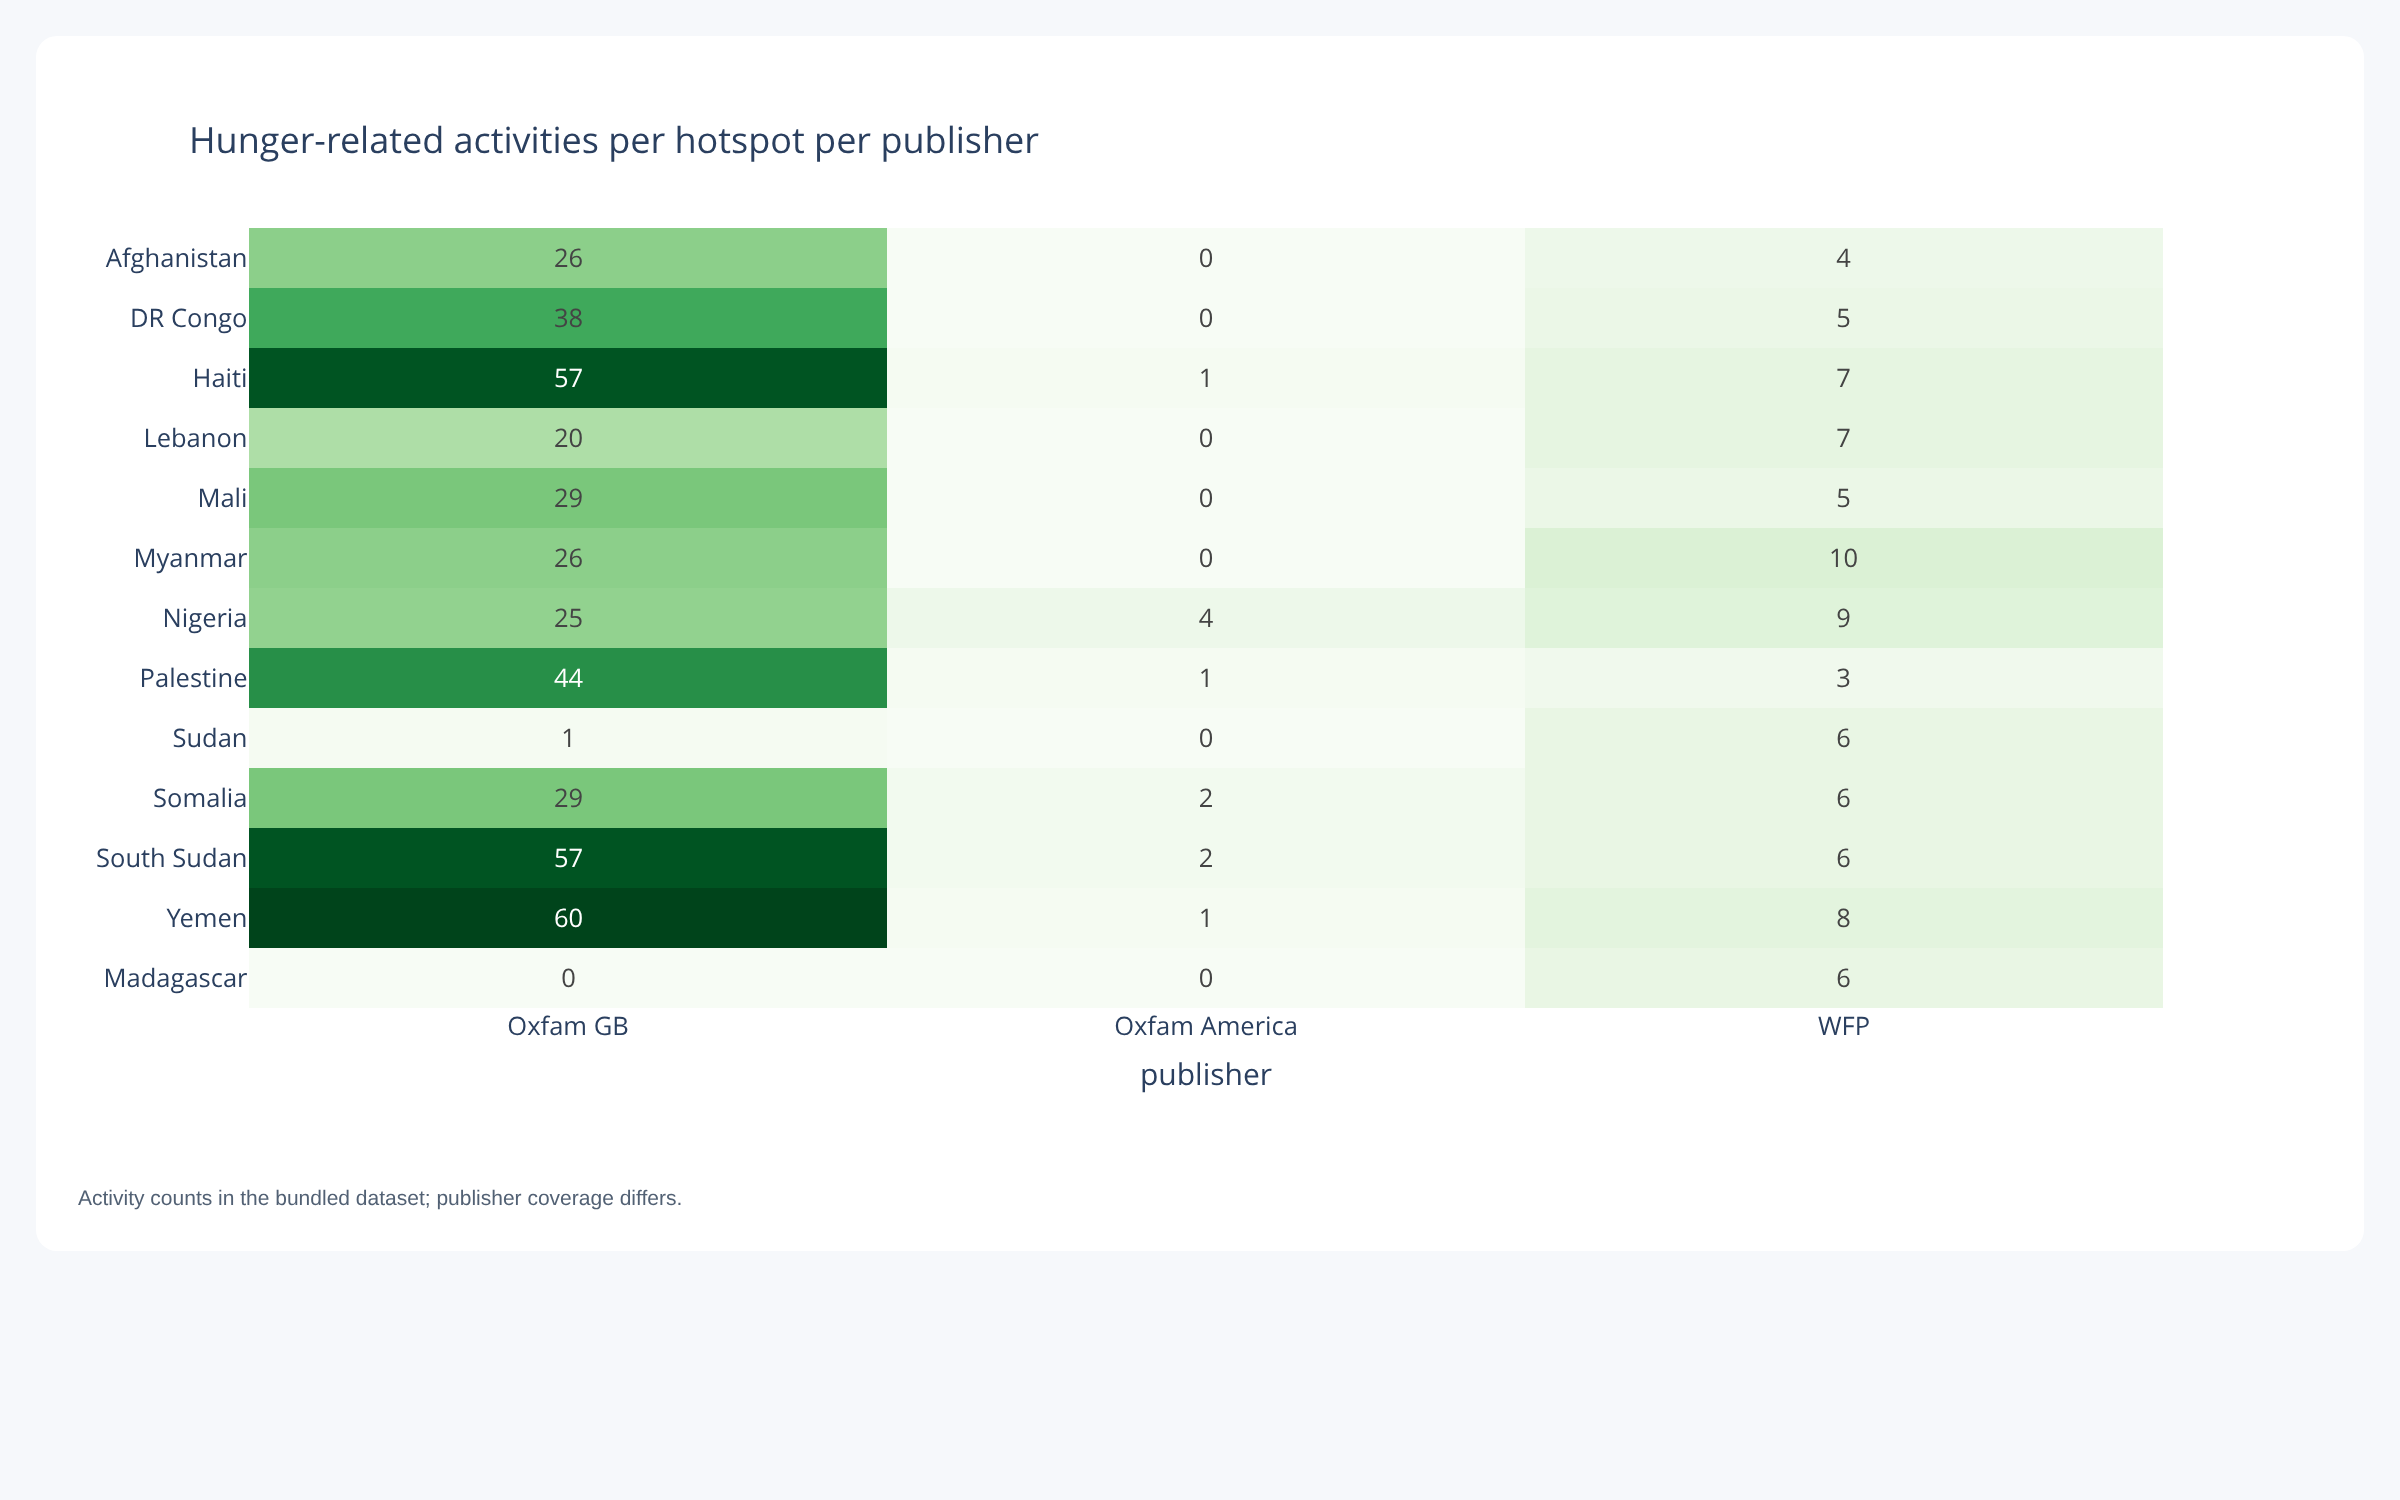 Hunger-related activities per hotspot per publisher
Afghanistan 26 0 4
DR Congo 38 0 5
Haiti 57 1 7
Lebanon 20 0 7
Mali 29 0 5
Myanmar 26 0 10
Nigeria 25 4 9
Palestine 44 1 3
Sudan 1 0 6
Somalia 29 2 6
South Sudan 57 2 6
Yemen 60 1 8
Madagascar 0 0 6
Oxfam GB Oxfam America WFP
publisher
Activity counts in the bundled dataset; publisher coverage differs.